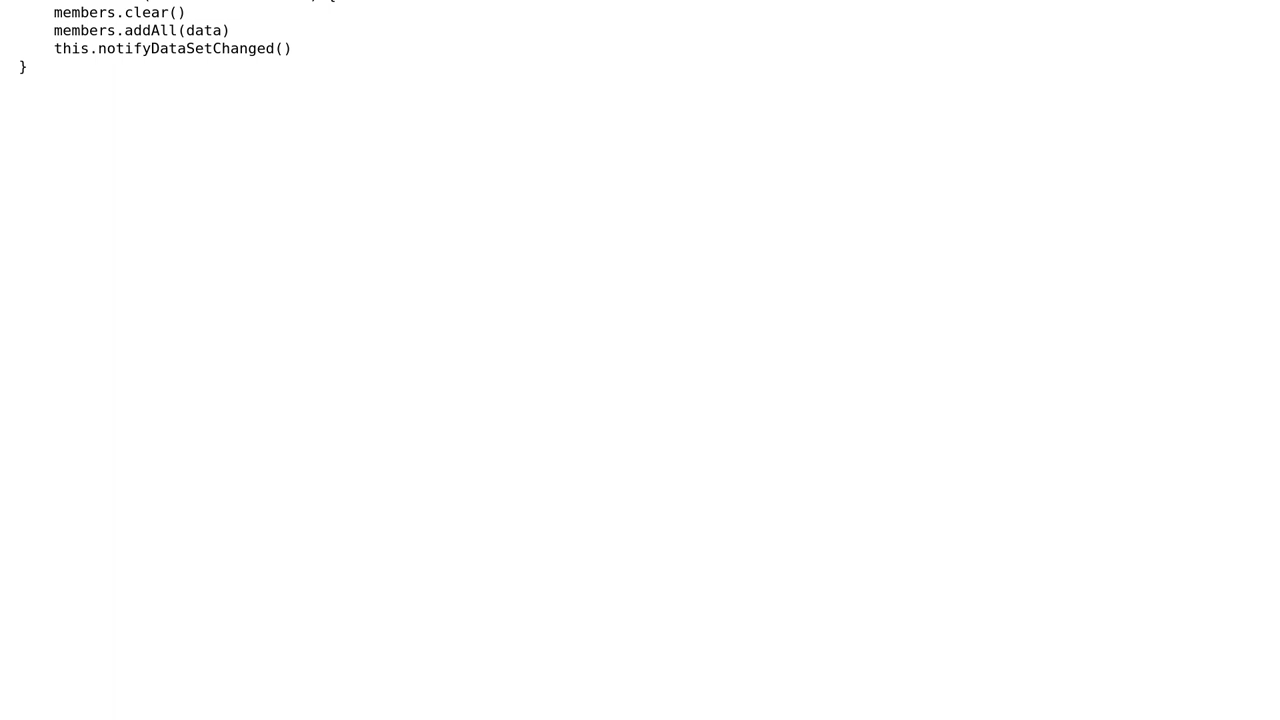 members.clear()
members.addAll(data)
this.notifyDataSetChanged()
}